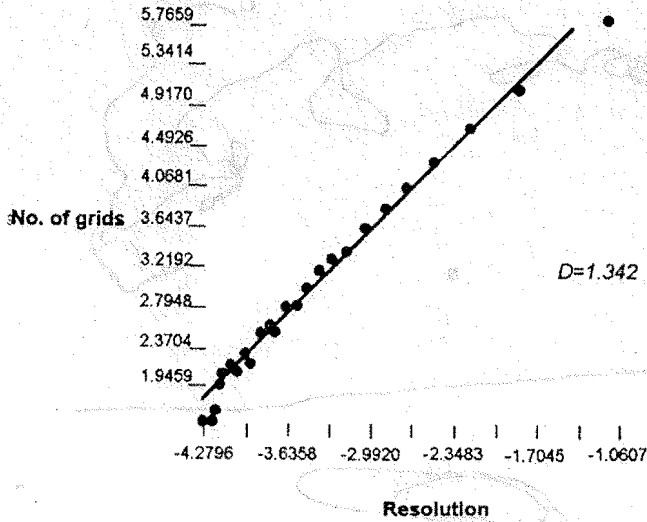 5.7659
5.3414
4.9170
4.4926
4.0681
No. of grids
3.6437
3.2192
D=1.342
2.7948
2.3704
1.9459
-4.2796 -3.6358 -2.9920 -2.3483 -1.7045 -1.0607
Resolution